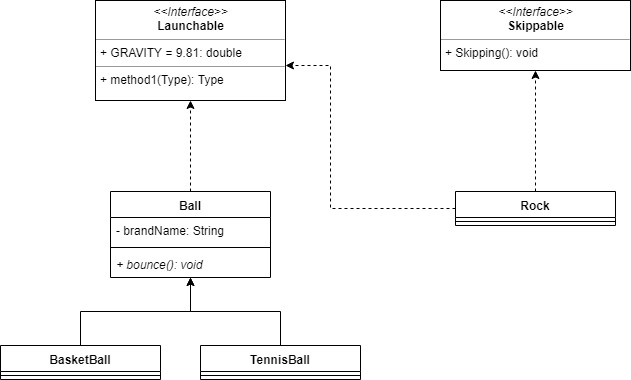 <<Interface>>
Launchable
+ GRAVITY = 9.81: double
+ method1(Type): Type
<<Interface>>
Skippable
+ Skipping(): void
Ball
- brandName: String
+ bounce(): void
Rock
BasketBall
TennisBall